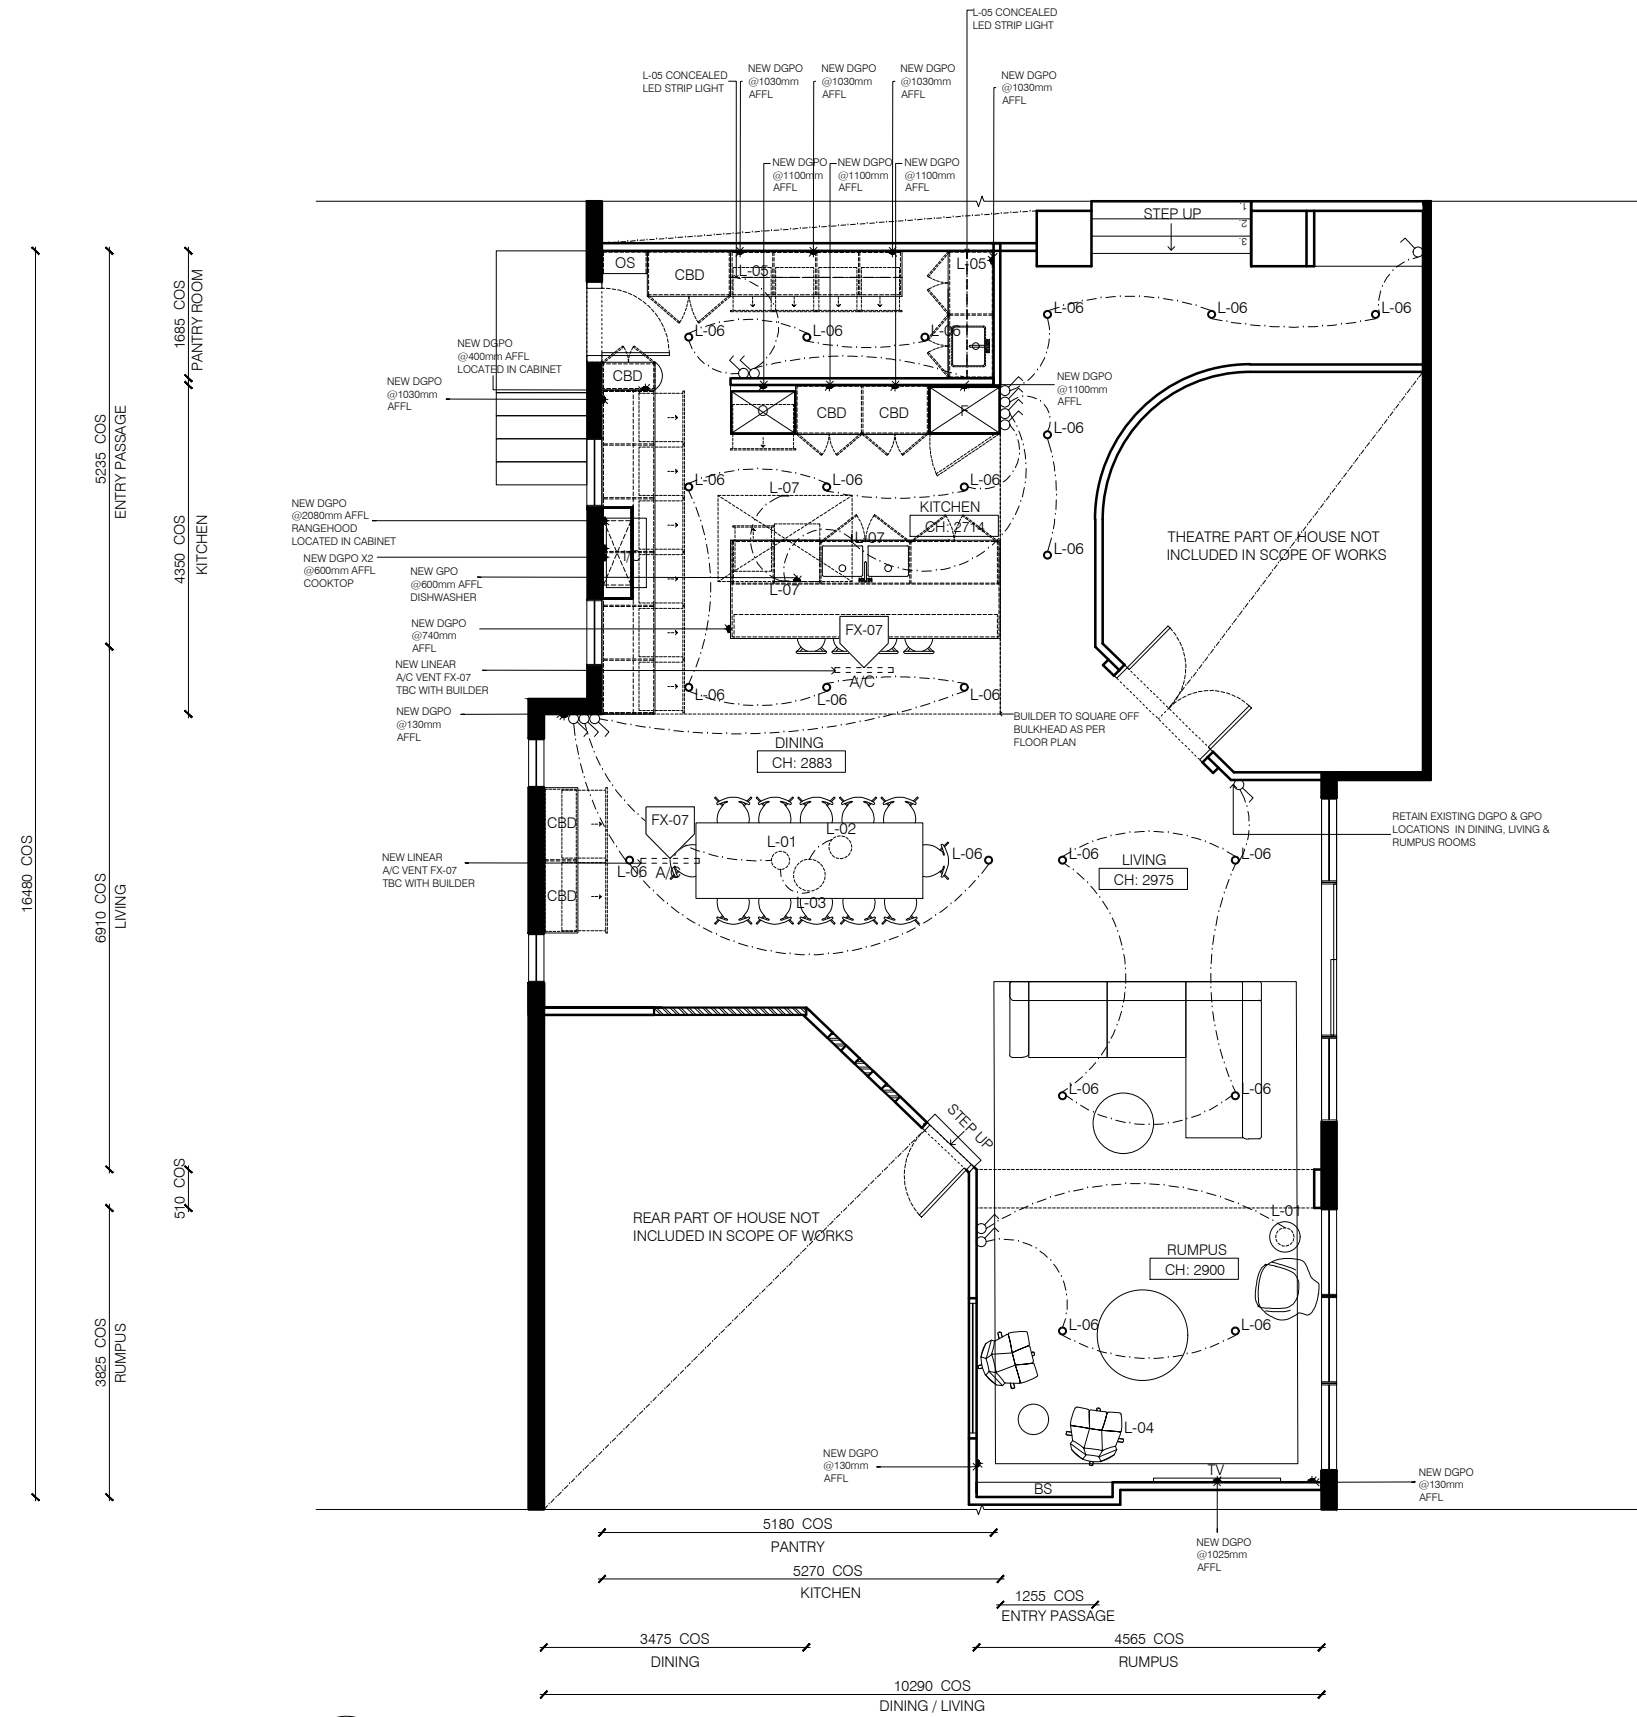 L-05 CONCEALED
LED STRIP LIGHT
L-05 CONCEALED
LED STRIP LIGHT
NEW DGPO
@1030mm
AFFL
NEW DGPO
@1030mm
AFFL
NEW DGPO
@1030mm
AFFL
NEW DGPO
@1030mm
AFFL
NEW DGPO
@1100mm
AFFL
NEW DGPO
@1100mm
AFFL
NEW DGPO
@1100mm
AFFL
STEP UP
1.
2.
3.
OS
CBD
L-05
L-05
L-06
L-06
L-06
L-06
L-06
L-06
1685 COS
PANTRY ROOM
5235 COS
ENTRY PASSAGE
4350 COS
KITCHEN
16480 COS
6910 COS
LIVING
510 COS
3825 COS
RUMPUS
NEW DGPO
@400mm AFFL
LOCATED IN CABINET
NEW DGPO
@1030mm
AFFL
CBD
O
CBD
CBD
F
NEW DGPO
@1100mm
AFFL
L-06
L-06
L-06
L-06
L-07
KITCHEN
CH: 2714
L-07
L-07
L-06
NEW DGPO
@2080mm AFFL
RANGEHOOD
LOCATED IN CABINET
NEW DGPO X2
@600mm AFFL
COOKTOP
NEW GPO
@600mm AFFL
DISHWASHER
NEW DGPO
@740mm
AFFL
NEW LINEAR
A/C VENT FX-07
TBC WITH BUILDER
NEW DGPO
@130mm
AFFL
THEATRE PART OF HOUSE NOT
INCLUDED IN SCOPE OF WORKS
FX-07
A/C
L-06
L-06
L-06
BUILDER TO SQUARE OFF
BULKHEAD AS PER
FLOOR PLAN
DINING
CH: 2883
CBD
CBD
FX-07
L-06
A/C
L-01
L-02
L-03
L-06
NEW LINEAR
A/C VENT FX-07
TBC WITH BUILDER
L-06
LIVING
CH: 2975
L-06
RETAIN EXISTING DGPO & GPO
LOCATIONS IN DINING, LIVING &
RUMPUS ROOMS
L-06
L-06
STEP UP
REAR PART OF HOUSE NOT
INCLUDED IN SCOPE OF WORKS
L-01
RUMPUS
CH: 2900
L-06
L-06
L-04
NEW DGPO
@130mm
AFFL
BS
TV
NEW DGPO
@130mm
AFFL
NEW DGPO
@1025mm
AFFL
5180 COS
PANTRY
5270 COS
KITCHEN
1255 COS
ENTRY PASSAGE
3475 COS
DINING
4565 COS
RUMPUS
10290 COS
DINING / LIVING